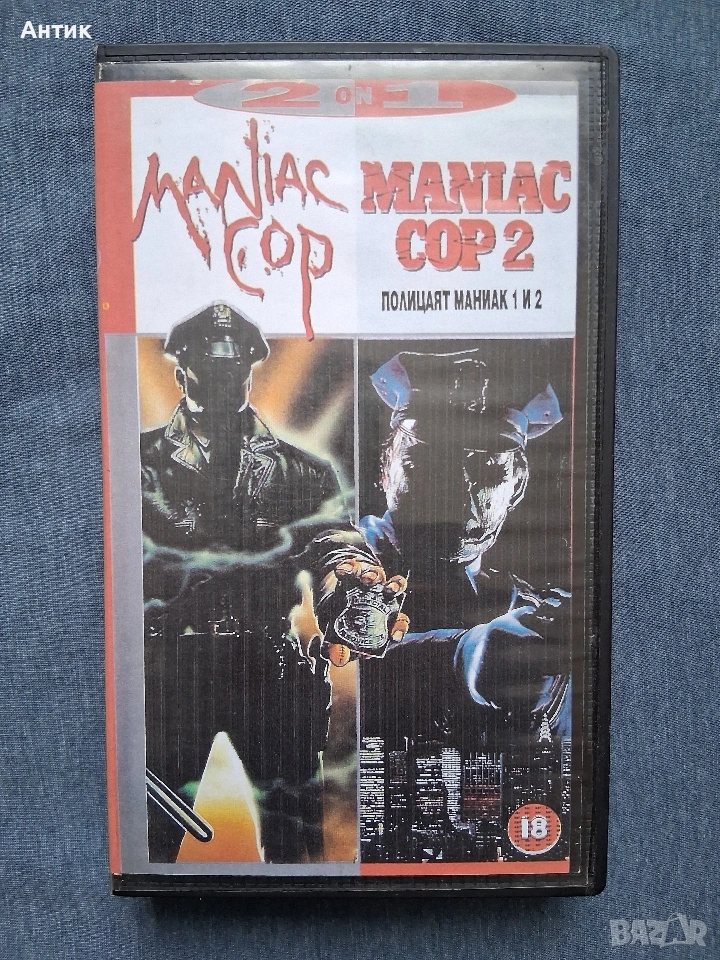 Антик
2 ON 1
MANIAC
COP
MANIAC
COP 2
ПОЛИЦАЯТ МАНИАК 1 И 2
18
BAZAR